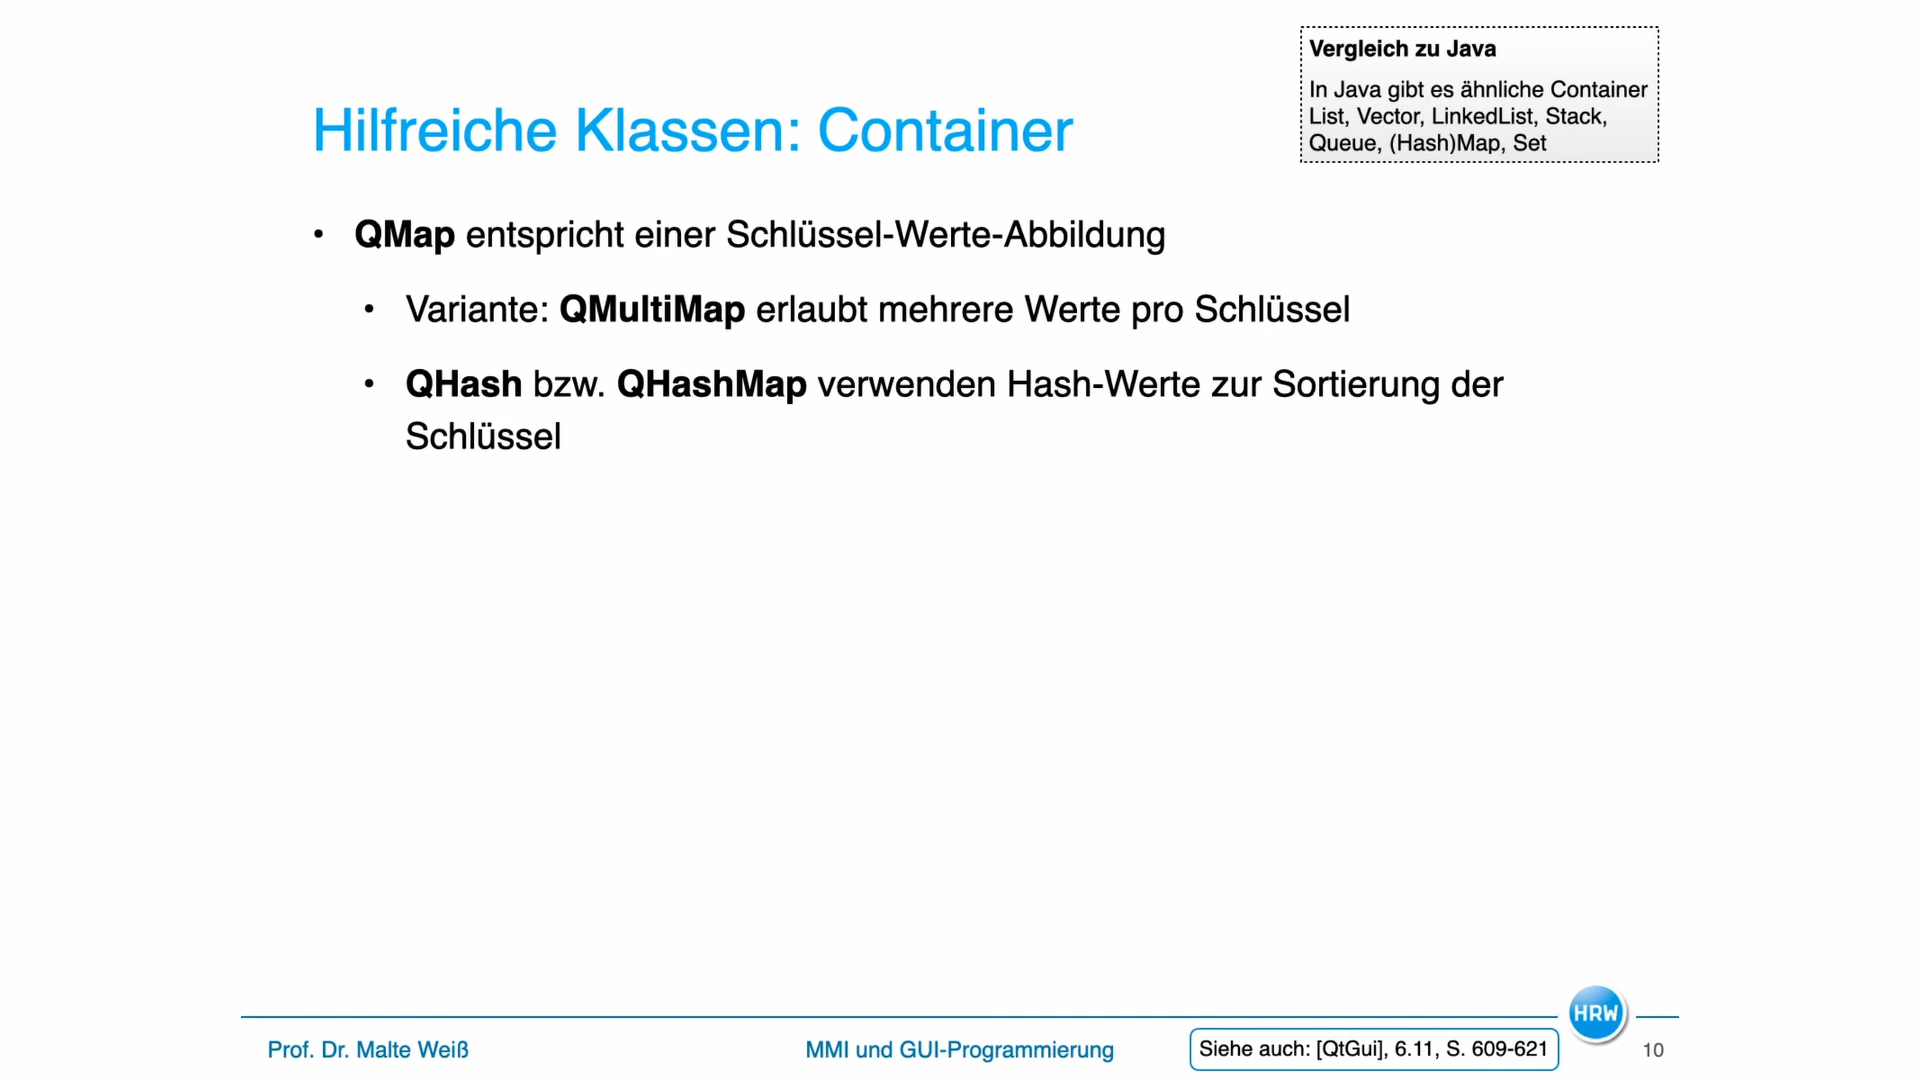 Vergleich zu Java
In Java gibt es ähnliche Container
List, Vector, LinkedList, Stack,
Queue, (Hash)Map, Set
Hilfreiche Klassen: Container
• QMap entspricht einer Schlüssel-Werte-Abbildung
• Variante: QMultiMap erlaubt mehrere Werte pro Schlüssel
• QHash bzw. QHashMap verwenden Hash-Werte zur Sortierung der
Schlüssel
HRW
Prof. Dr. Malte Weiß
MMI und GUI-Programmierung
Siehe auch: [QtGui], 6.11, S. 609-621
10